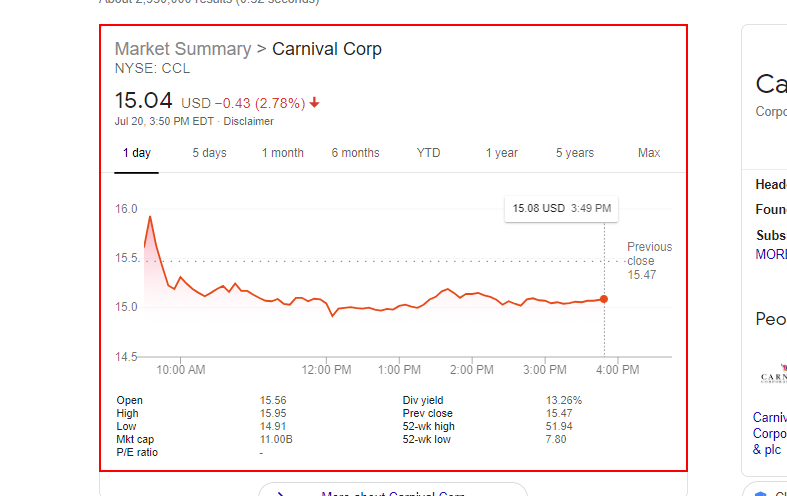 About 2,950,000 results (0.52 seconds)
Market Summary > Carnival Corp
NYSE: CCL
15.04 USD −0.43 (2.78%)
Jul 20, 3:50 PM EDT · Disclaimer
1 day 5 days 1 month 6 months YTD 1 year 5 years Max
15.08 USD 3:49 PM
16.0
15.5
15.0
14.5
Previous
close
15.47
10:00 AM 12:00 PM 1:00 PM 2:00 PM 3:00 PM 4:00 PM
Open 15.56 Div yield 13.26%
High 15.95 Prev close 15.47
Low 14.91 52-wk high 51.94
Mkt cap 11.00B 52-wk low 7.80
P/E ratio -
More about Carnival Corp
Ca
Corpo
Head
Foun
Subs
MORE
Peo
CARN
Carniv
Corpo
& plc